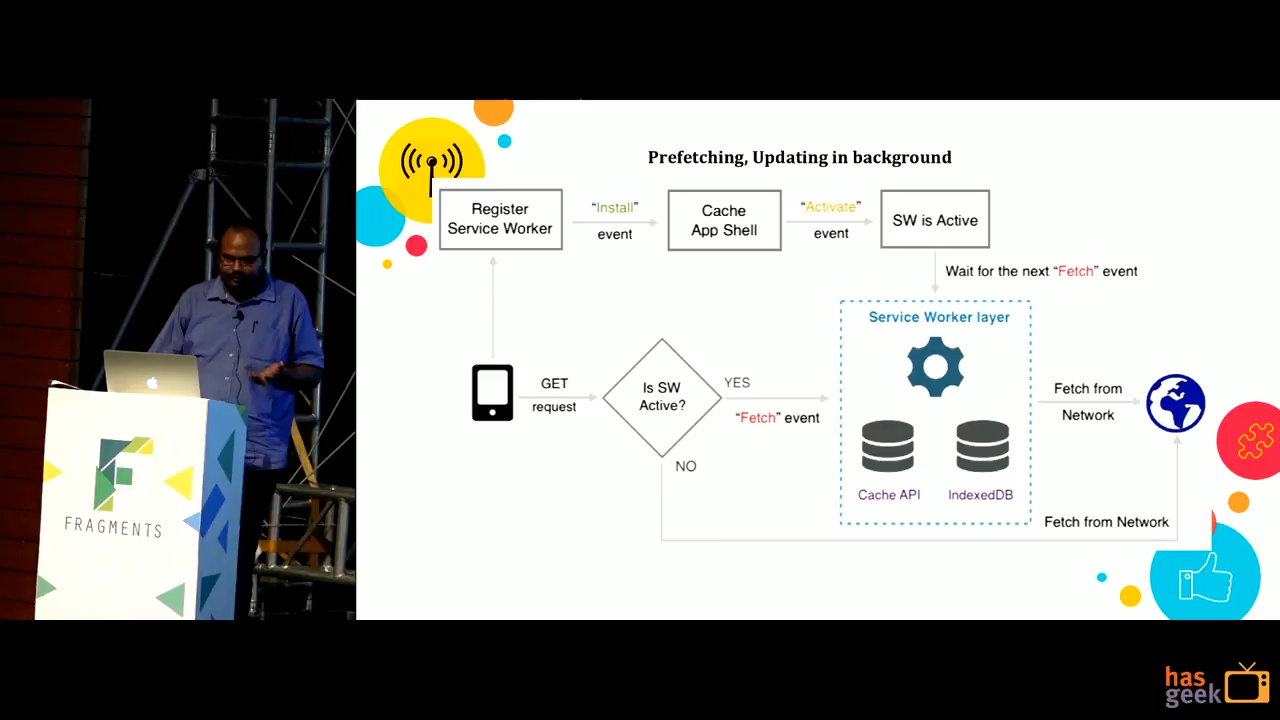 Prefetching, Updating in background
Register
Service Worker
"Install"
event
Cache
App Shell
"Activate"
event
SW is Active
Wait for the next "Fetch" event
Service Worker layer
GET
request
Is SW
Active?
YES
"Fetch" event
NO
Cache API
IndexedDB
Fetch from
Network
Fetch from Network
FRAGMENTS
has
geek